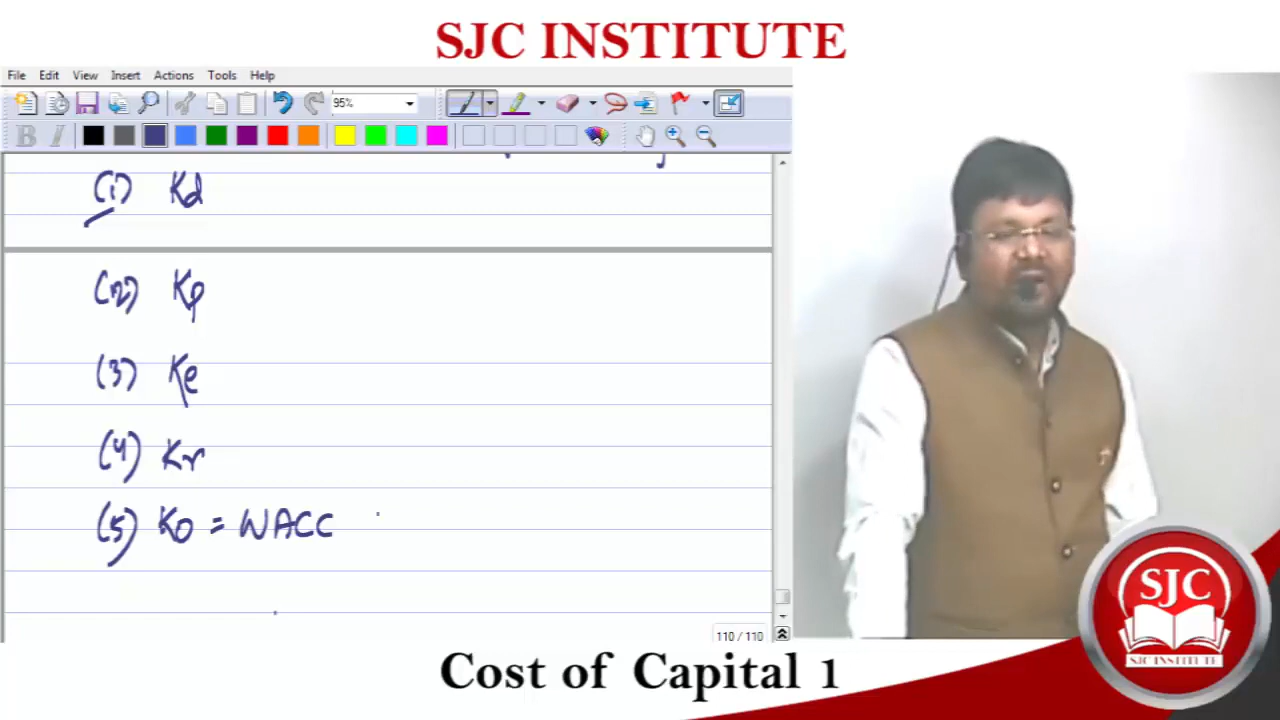 SJC INSTITUTE
File Edit View Insert Actions Tools Help
95%
B I
(1) Kd
(2) Kp
(3) Ke
(4) Kr
(5) Ko = WACC
110 / 110
SJC
SJC INSTITUTE
Cost of Capital 1